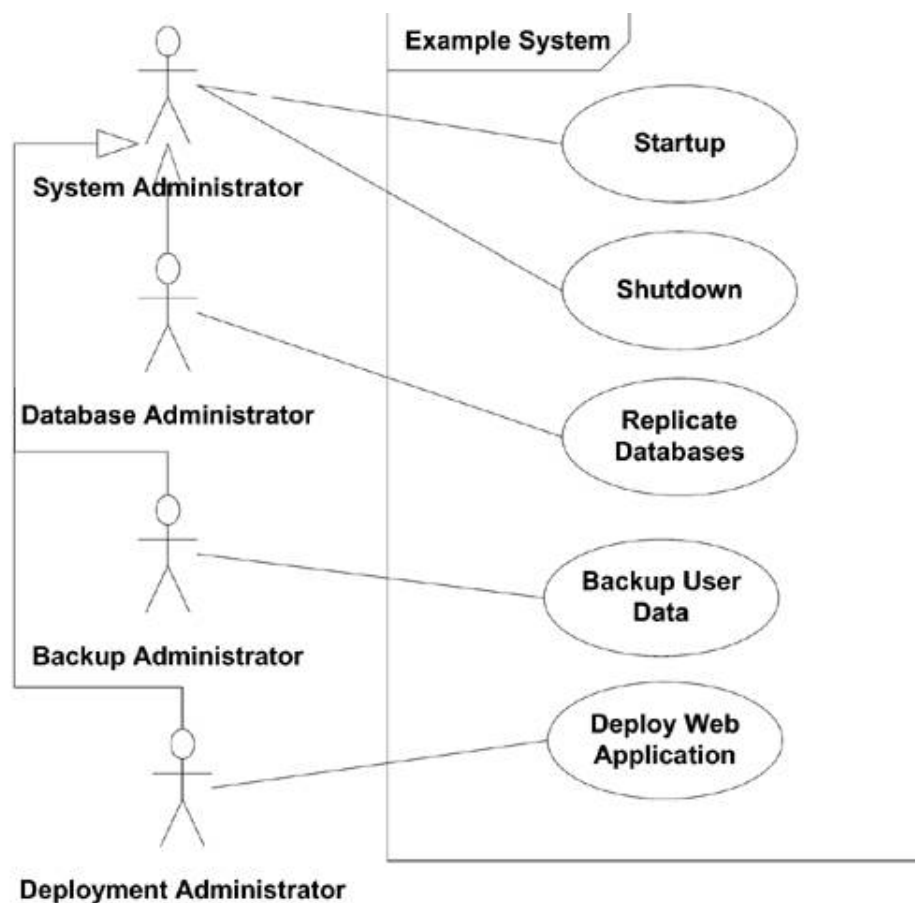 Example System
Startup
System Administrator
Shutdown
Database Administrator
Replicate
Databases
Backup User
Data
Backup Administrator
Deploy Web
Application
Deployment Administrator